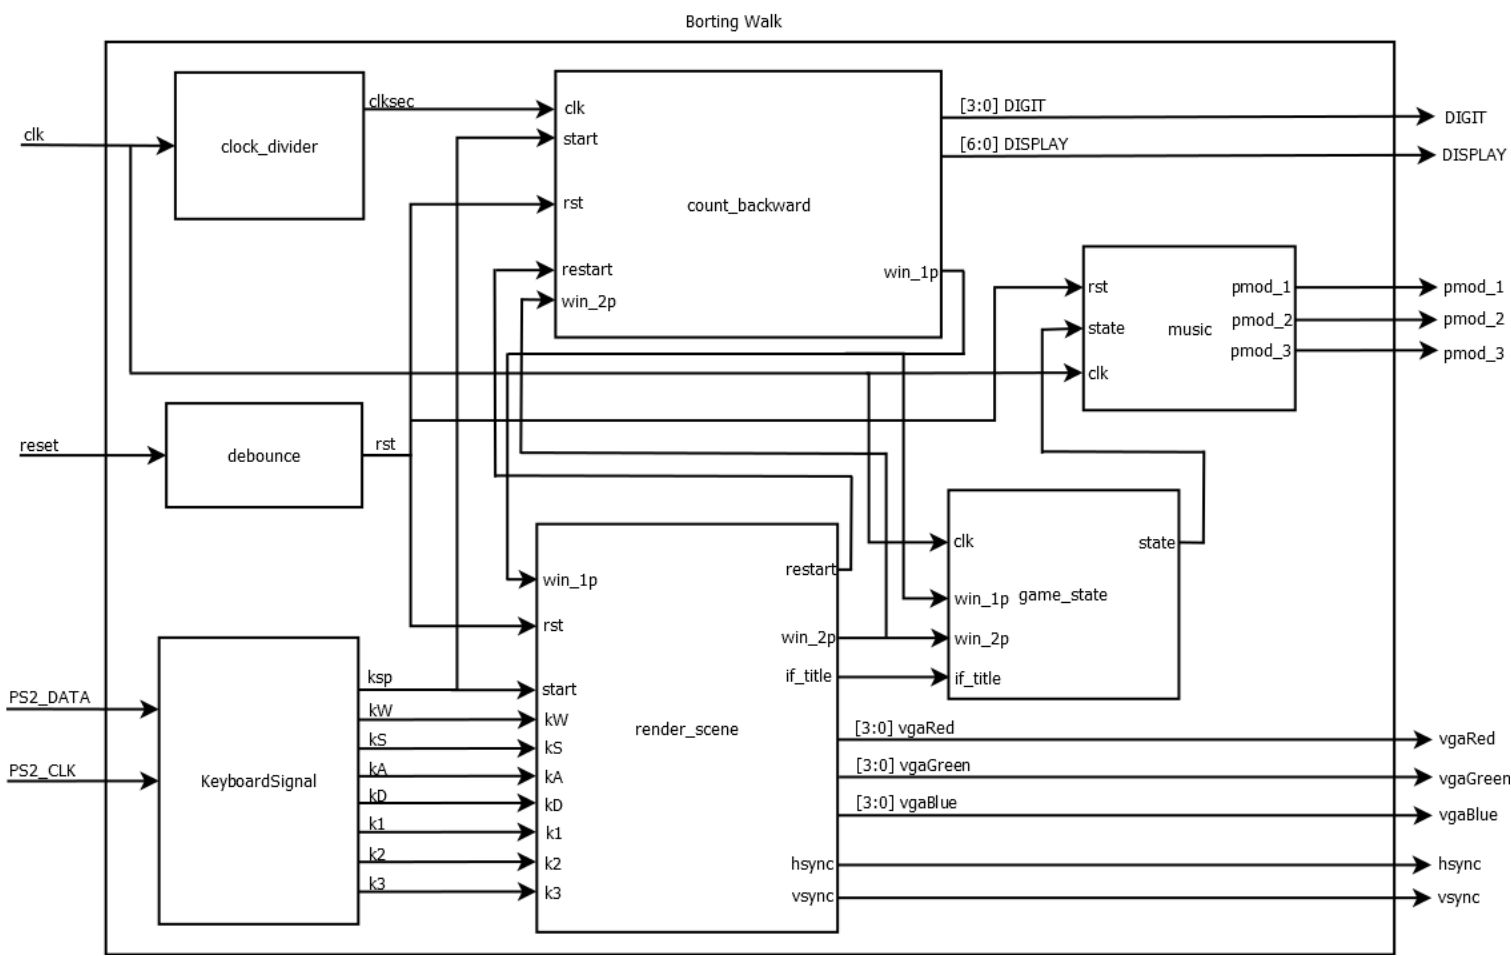 Borting Walk
clk
clock_divider
clksec
clk
start
rst
restart
win_2p
count_backward
win_1p
[3:0] DIGIT
[6:0] DISPLAY
DIGIT
DISPLAY
rst
state
clk
music
pmod_1
pmod_2
pmod_3
pmod_1
pmod_2
pmod_3
reset
debounce
rst
clk
win_1p
win_2p
if_title
game_state
state
PS2_DATA
PS2_CLK
KeyboardSignal
ksp
kW
kS
kA
kD
k1
k2
k3
win_1p
rst
start
kW
kS
kA
kD
k1
k2
k3
render_scene
restart
win_2p
if_title
hsync
vsync
[3:0] vgaRed
[3:0] vgaGreen
[3:0] vgaBlue
vgaRed
vgaGreen
vgaBlue
hsync
vsync